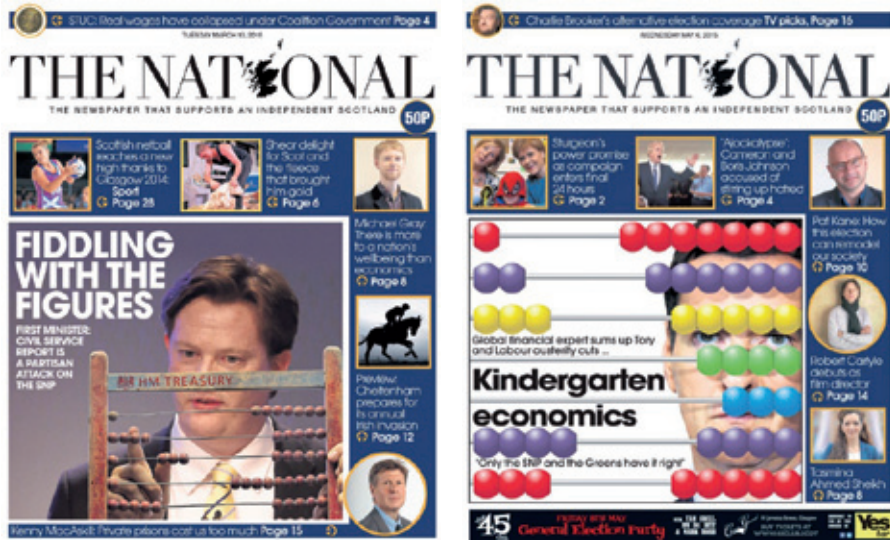 STUC: Real wages have collapsed under Coalition Government Page 4
TUESDAY MARCH 10, 2015
THE NATIONAL
THE NEWSPAPER THAT SUPPORTS AN INDEPENDENT SCOTLAND
50P
Scottish netball
reaches a new
high thanks to
Glasgow 2014:
Sport
Page 28
Shear delight
for Scot and
the fleece
that brought
him gold
Page 6
Michael Gray:
There is more
to a nation's
wellbeing than
economics
Page 8
FIDDLING
WITH THE
FIGURES
FIRST MINISTER:
CIVIL SERVICE
REPORT IS
A PARTISAN
ATTACK ON
THE SNP
HM TREASURY
Preview:
Cheltenham
prepares for
its annual
Irish invasion
Page 12
Kenny MacAskill: Private prisons cost us too much Page 15
Charlie Brooker's alternative election coverage TV picks, Page 15
WEDNESDAY MAY 6, 2015
THE NATIONAL
THE NEWSPAPER THAT SUPPORTS AN INDEPENDENT SCOTLAND
50P
Sturgeon's
power promise
as campaign
enters final
24 hours
Page 2
'Ajockalypse':
Cameron and
Boris Johnson
accused of
stirring up hatred
Page 4
Pat Kane: How
this election
can remodel
our society
Page 10
Global financial expert sums up Tory
and Labour austerity cuts ...
Kindergarten
economics
"Only the SNP and the Greens have it right"
Robert Carlyle
debuts as
film director
Page 14
Tasmina
Ahmed Sheikh
Page 8
45
FRIDAY 8TH MAY
General Election Party
BUY TICKETS AT
Yes